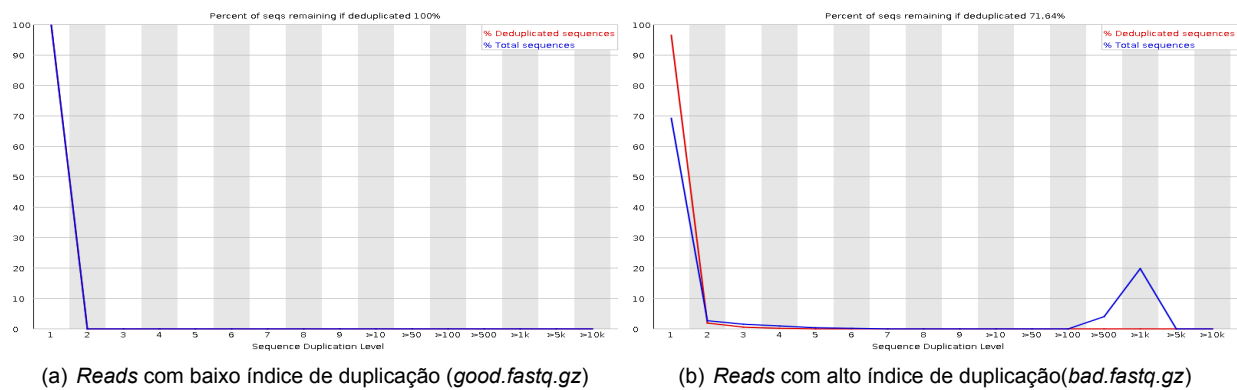 Percent of seqs remaining if deduplicated 100%
% Deduplicated sequences
% Total sequences
100
90
80
70
60
50
40
30
20
10
0
1 2 3 4 5 6 7 8 9 >10 >50 >100 >500 >1k >5k >10k
Sequence Duplication Level
(a) Reads com baixo índice de duplicação (good.fastq.gz)
Percent of seqs remaining if deduplicated 71,64%
% Deduplicated sequences
% Total sequences
100
90
80
70
60
50
40
30
20
10
0
1 2 3 4 5 6 7 8 9 >10 >50 >100 >500 >1k >5k >10k
Sequence Duplication Level
(b) Reads com alto índice de duplicação(bad.fastq.gz)